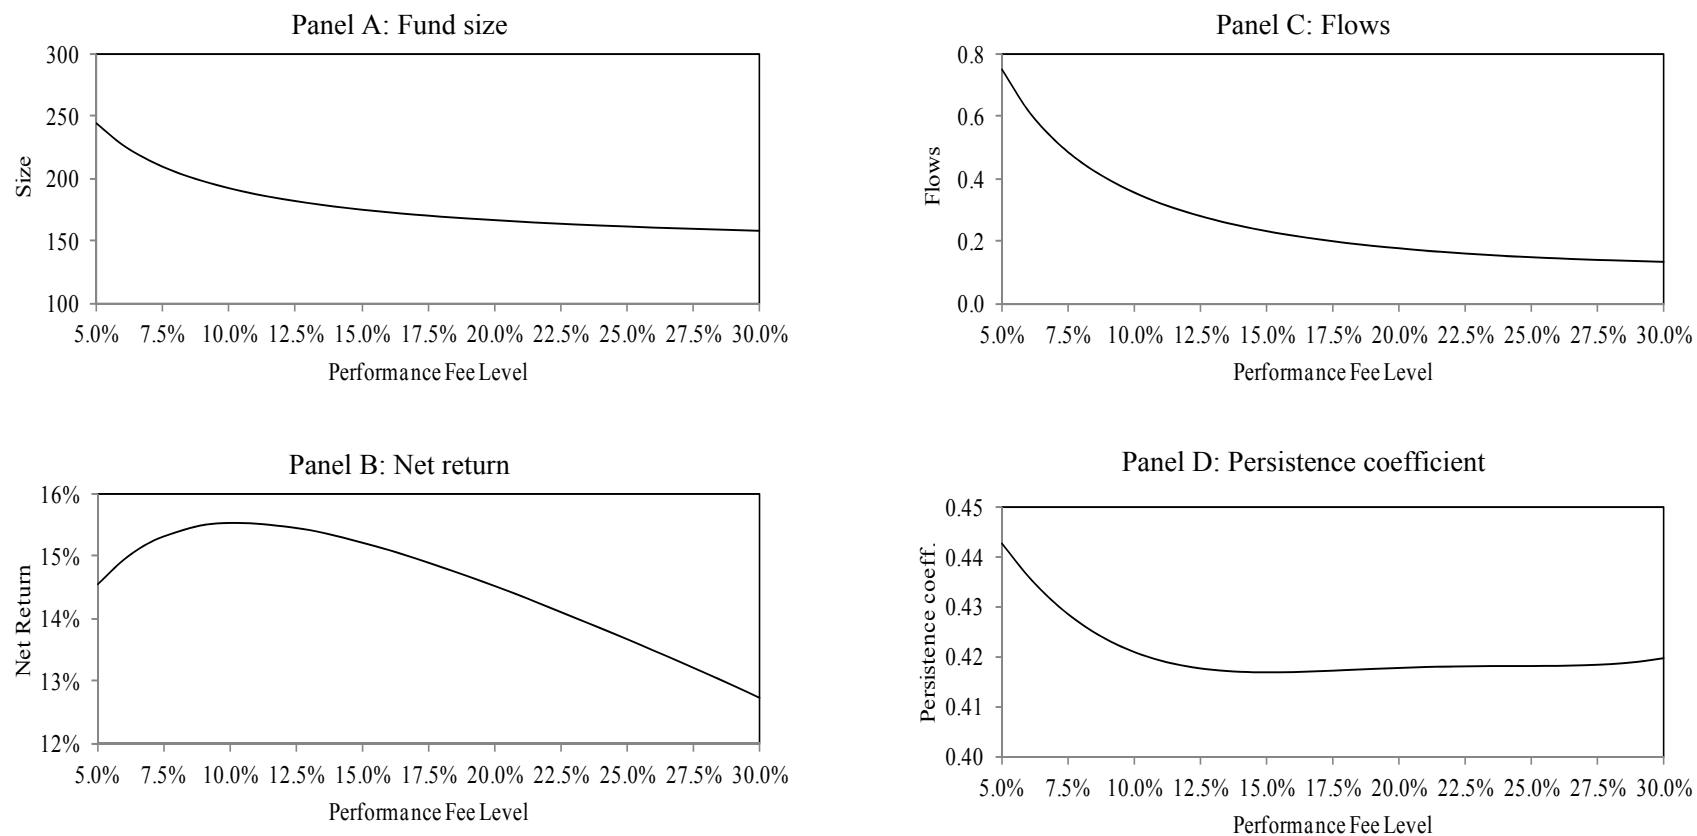 Panel A: Fund size
300
250
200
150
100
Size
5.0% 7.5% 10.0% 12.5% 15.0% 17.5% 20.0% 22.5% 25.0% 27.5% 30.0%
Performance Fee Level
Panel C: Flows
0.8
0.6
0.4
0.2
0.0
Flows
5.0% 7.5% 10.0% 12.5% 15.0% 17.5% 20.0% 22.5% 25.0% 27.5% 30.0%
Performance Fee Level
Panel B: Net return
16%
15%
14%
13%
12%
Net Return
5.0% 7.5% 10.0% 12.5% 15.0% 17.5% 20.0% 22.5% 25.0% 27.5% 30.0%
Performance Fee Level
Panel D: Persistence coefficient
0.45
0.44
0.43
0.42
0.41
0.40
Persistence coeff.
5.0% 7.5% 10.0% 12.5% 15.0% 17.5% 20.0% 22.5% 25.0% 27.5% 30.0%
Performance Fee Level